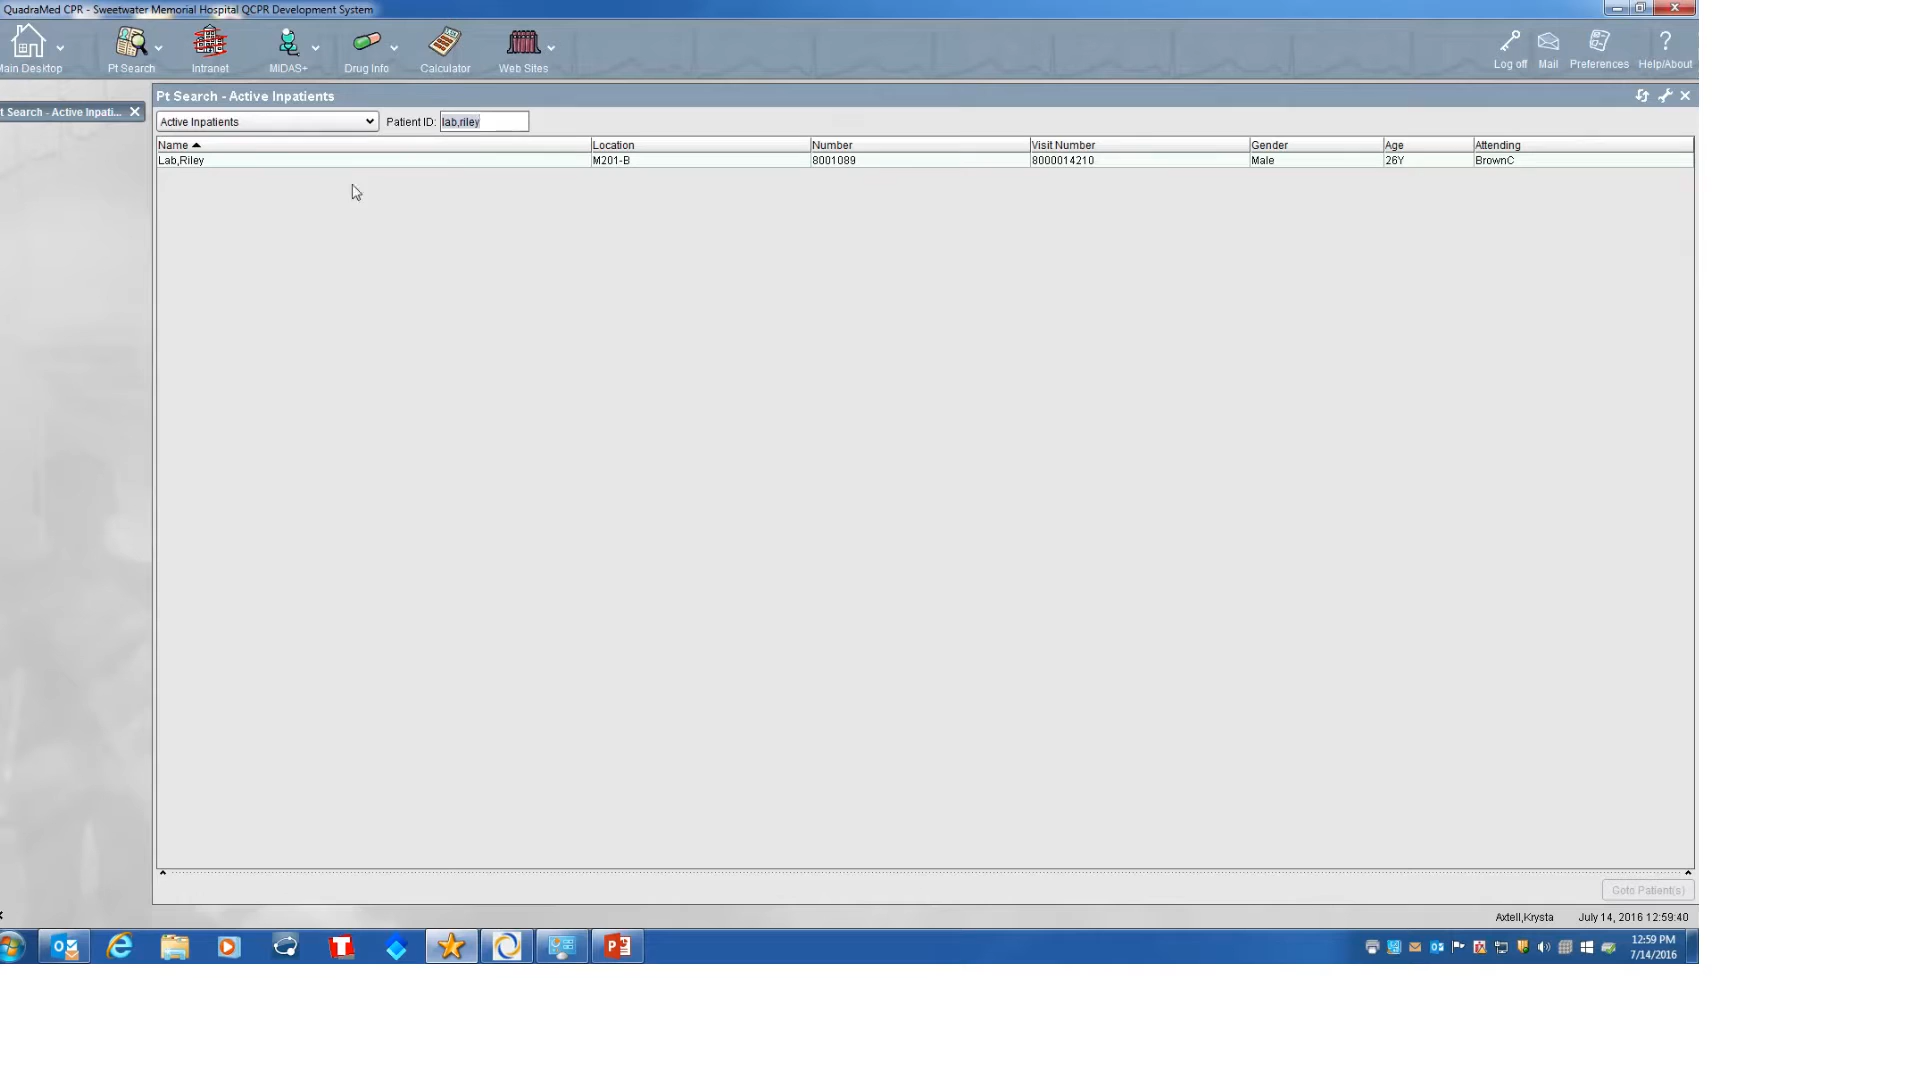 QuadraMed CPR - Sweetwater Memorial Hospital QCPR Development System
Main Desktop Pt Search Intranet MIDAS+ Drug Info Calculator Web Sites Log off Mail Preferences Help/About
Pt Search - Active Inpatients
t Search - Active Inpati...
Active Inpatients Patient ID: lab,riley
Name Location Number Visit Number Gender Age Attending
Lab,Riley M201-B 8001089 8000014210 Male 26Y BrownC
Goto Patient(s)
Axtell,Krysta July 14, 2016 12:59:40
12:59 PM
7/14/2016